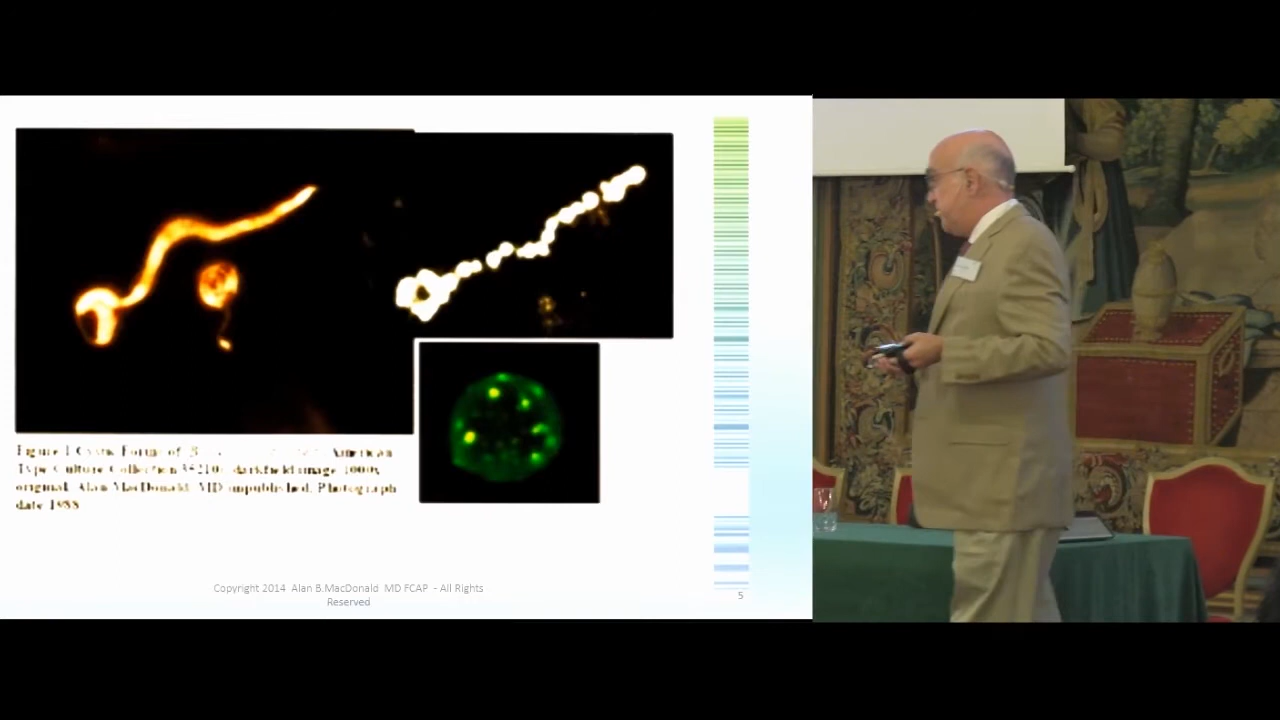 Figure 1 Cystic Forms of B American
Type Culture Collection 35210: darkfield image 1000x
original. Alan MacDonald MD unpublished. Photograph
date 1988
Copyright 2014 Alan B.MacDonald MD FCAP - All Rights
Reserved
5